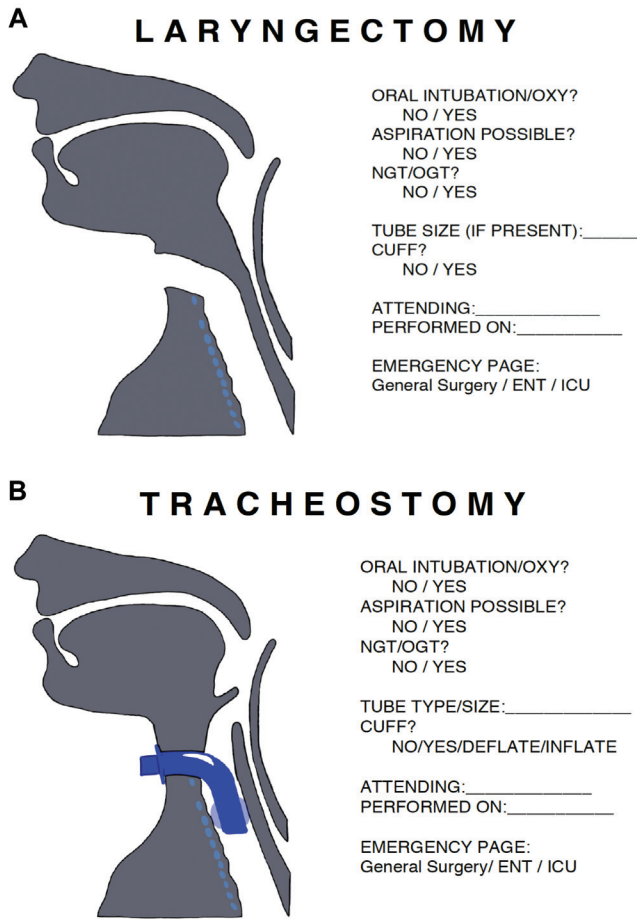 A
LARYNGECTOMY
ORAL INTUBATION/OXY?
NO / YES
ASPIRATION POSSIBLE?
NO / YES
NGT/OGT?
NO / YES
TUBE SIZE (IF PRESENT):______
CUFF?
NO / YES
ATTENDING:_____________
PERFORMED ON:___________
EMERGENCY PAGE:
General Surgery / ENT / ICU
B
TRACHEOSTOMY
ORAL INTUBATION/OXY?
NO / YES
ASPIRATION POSSIBLE?
NO / YES
NGT/OGT?
NO / YES
TUBE TYPE/SIZE:_____________
CUFF?
NO/YES/DEFLATE/INFLATE
ATTENDING:_____________
PERFORMED ON:___________
EMERGENCY PAGE:
General Surgery/ ENT / ICU